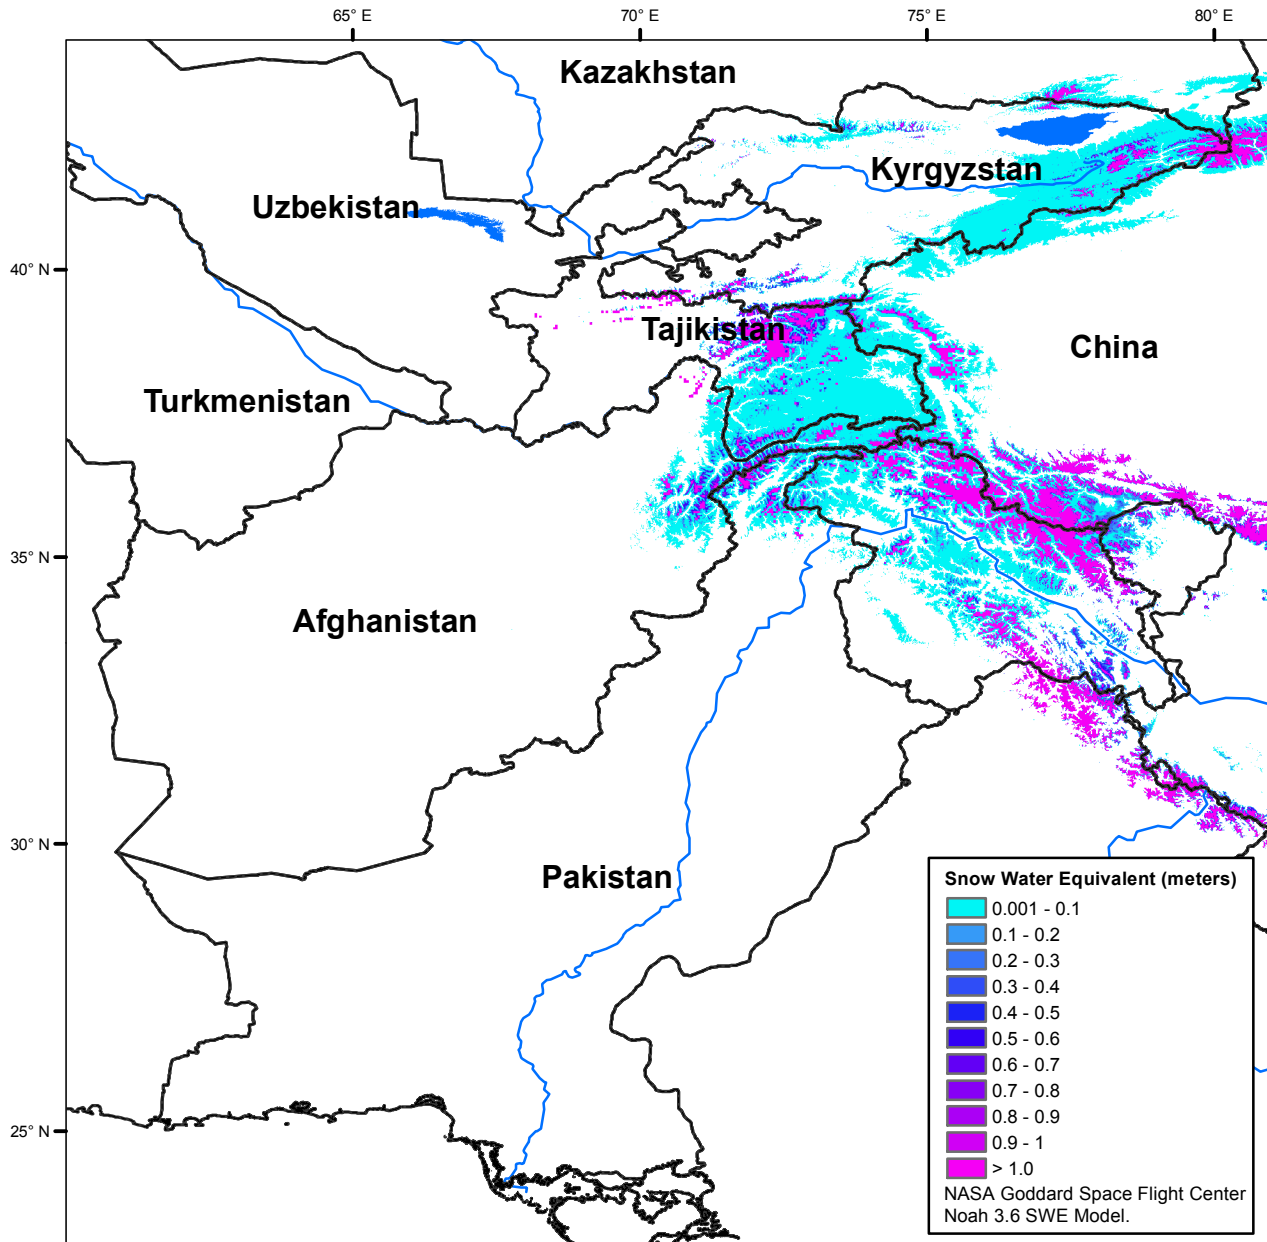 65° E
70° E
75° E
80° E
Kazakhstan
Kyrgyzstan
Uzbekistan
40° N
Tajikistan
China
Turkmenistan
35° N
Afghanistan
30° N
Pakistan
25° N
Snow Water Equivalent (meters)
0.001 - 0.1
0.1 - 0.2
0.2 - 0.3
0.3 - 0.4
0.4 - 0.5
0.5 - 0.6
0.6 - 0.7
0.7 - 0.8
0.8 - 0.9
0.9 - 1
> 1.0
NASA Goddard Space Flight Center
Noah 3.6 SWE Model.